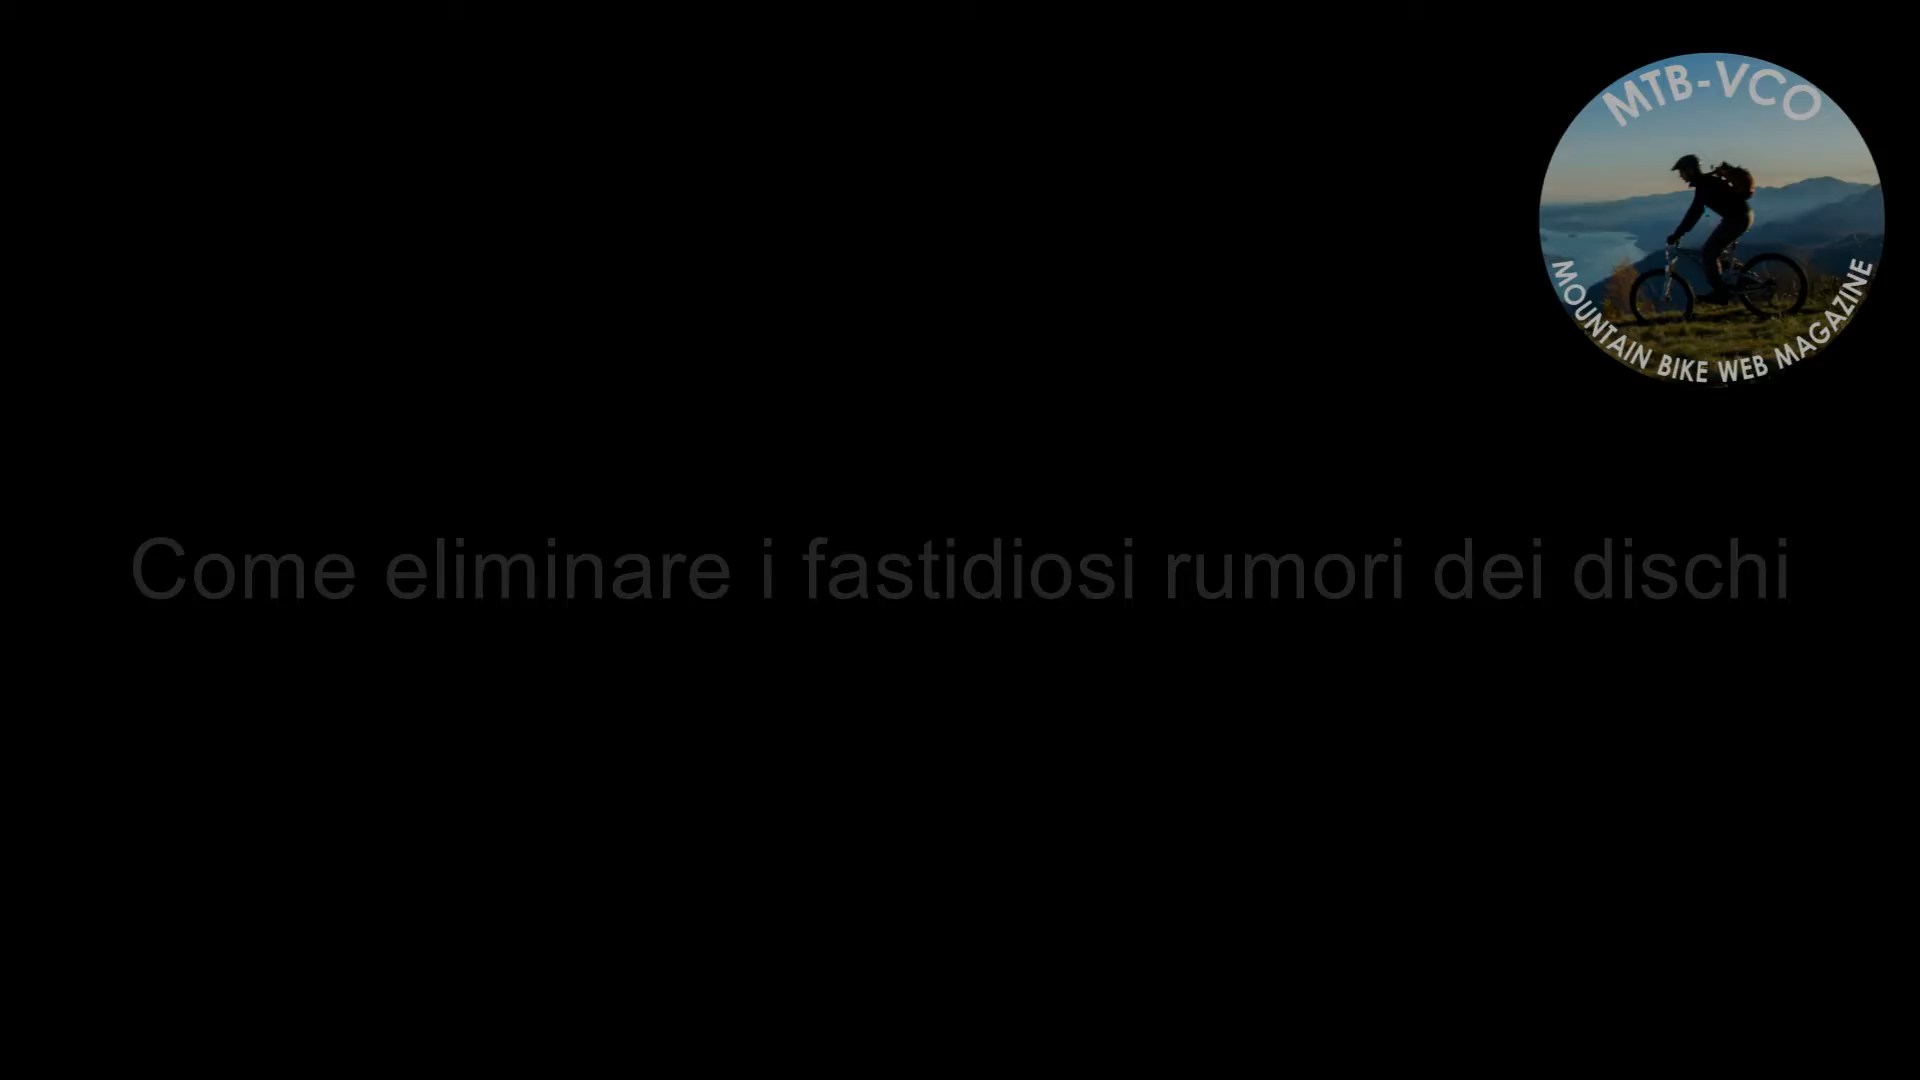 MTB-VCO
MOUNTAIN BIKE WEB MAGAZINE
Come eliminare i fastidiosi rumori dei dischi